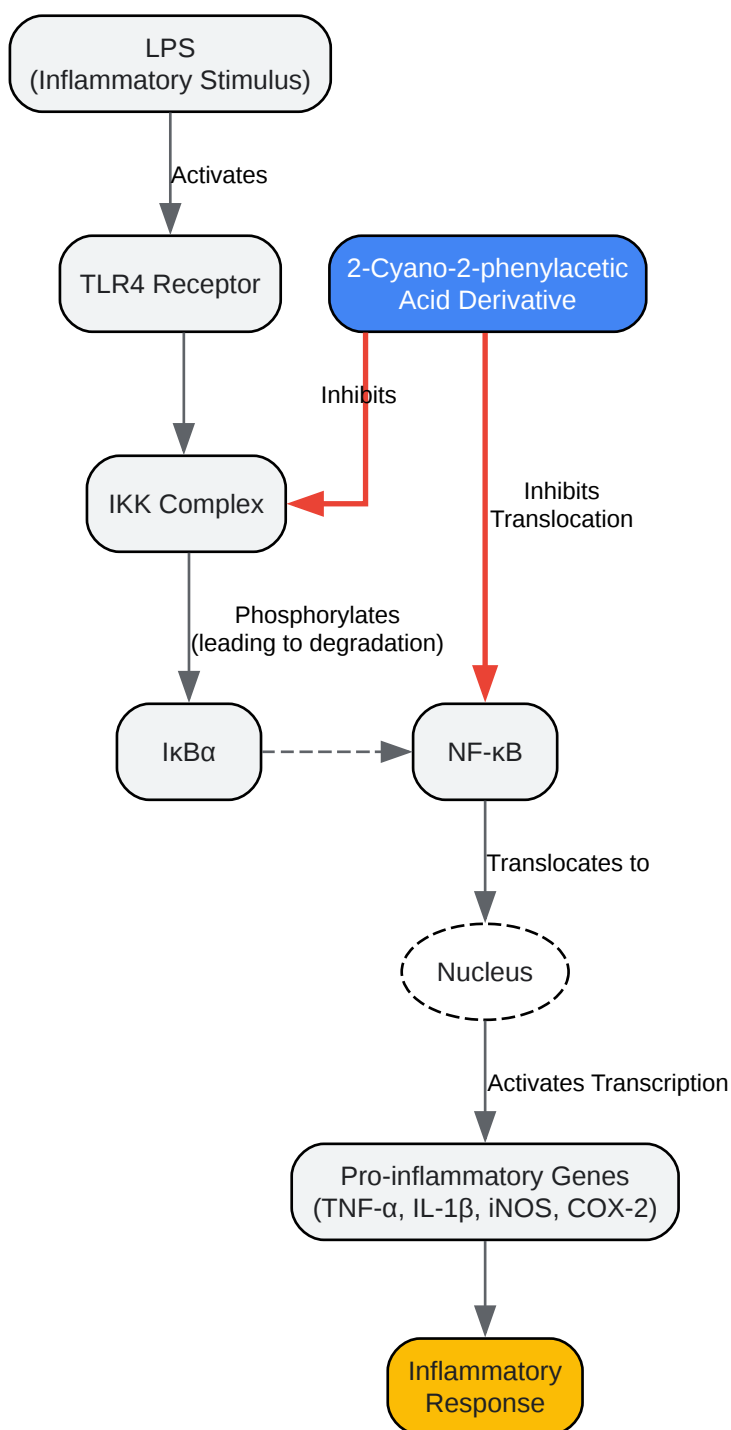 LPS
(Inflammatory Stimulus)
Activates
TLR4 Receptor
2-Cyano-2-phenylacetic
Acid Derivative
Inhibits
IKK Complex
Inhibits
Translocation
Phosphorylates
(leading to degradation)
IκBα
NF-κB
Translocates to
Nucleus
Activates Transcription
Pro-inflammatory Genes
(TNF-α, IL-1β, iNOS, COX-2)
Inflammatory
Response